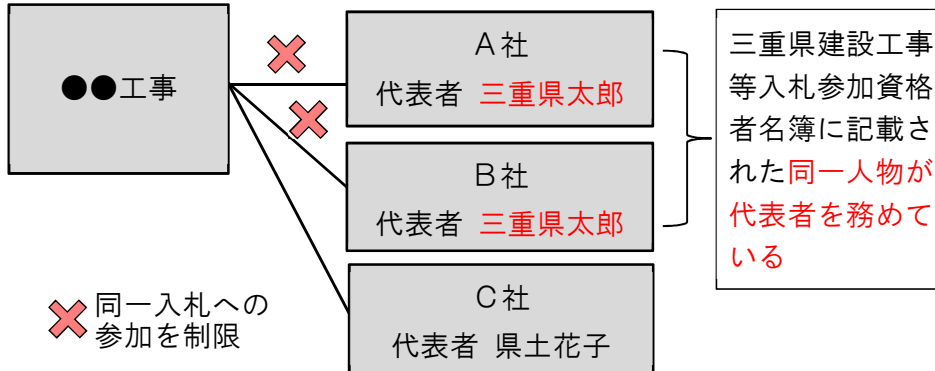 ●●工事
A社
代表者 三重県太郎
B社
代表者 三重県太郎
C社
代表者 県土花子
三重県建設工事
等入札参加資格
者名簿に記載さ
れた同一人物が
代表者を務めて
いる
同一入札への
参加を制限